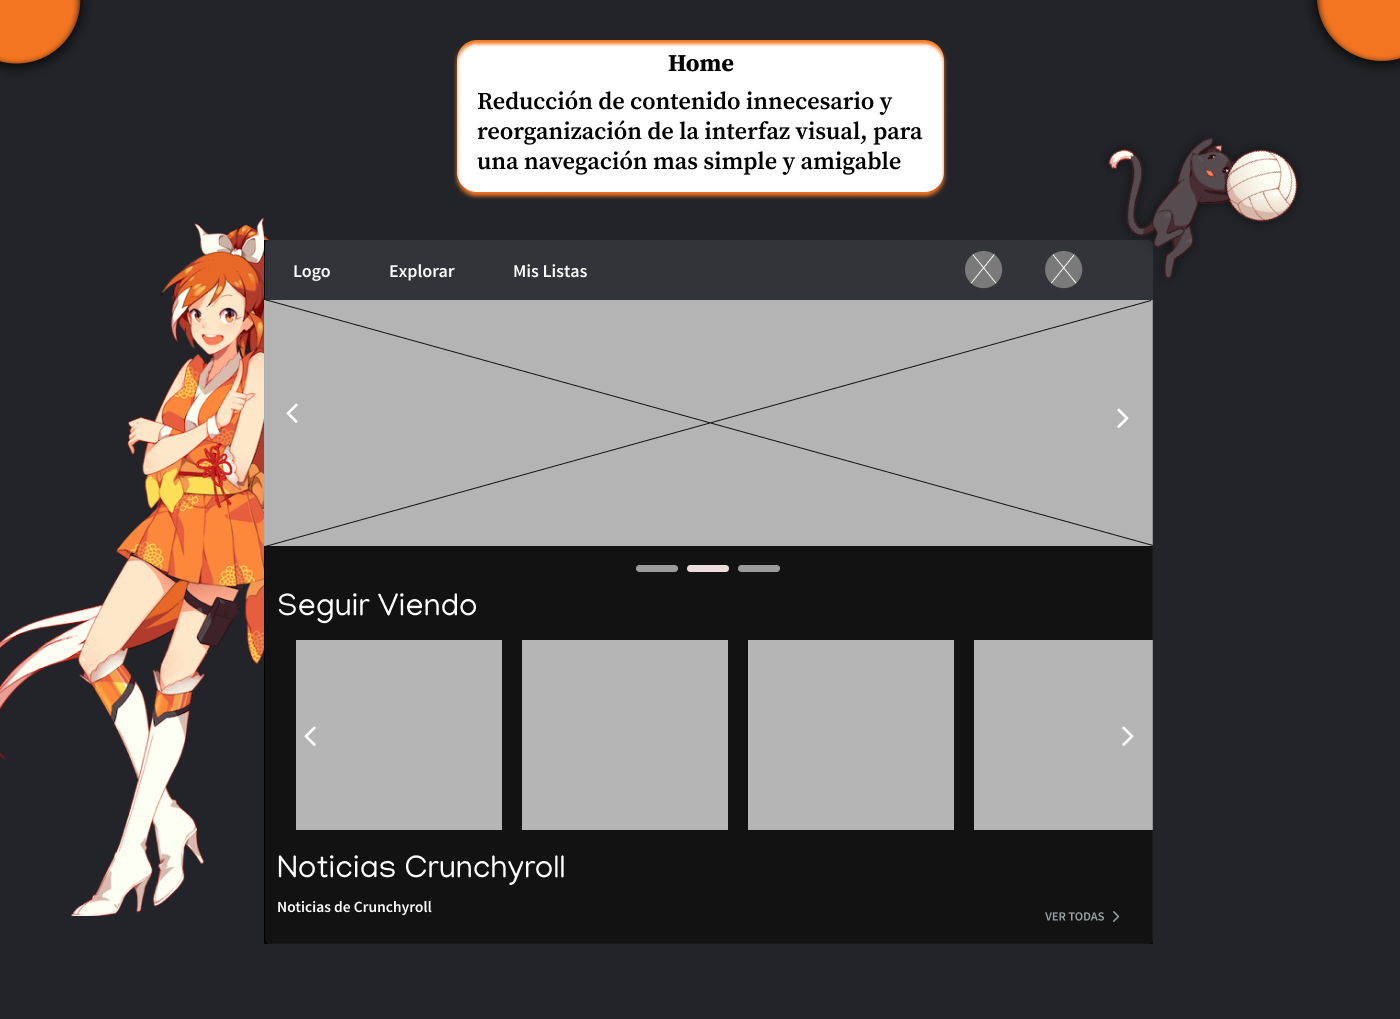 Home
Reducción de contenido innecesario y
reorganización de la interfaz visual, para
una navegación mas simple y amigable
Logo Explorar Mis Listas
Seguir Viendo
Noticias Crunchyroll
Noticias de Crunchyroll
VER TODAS